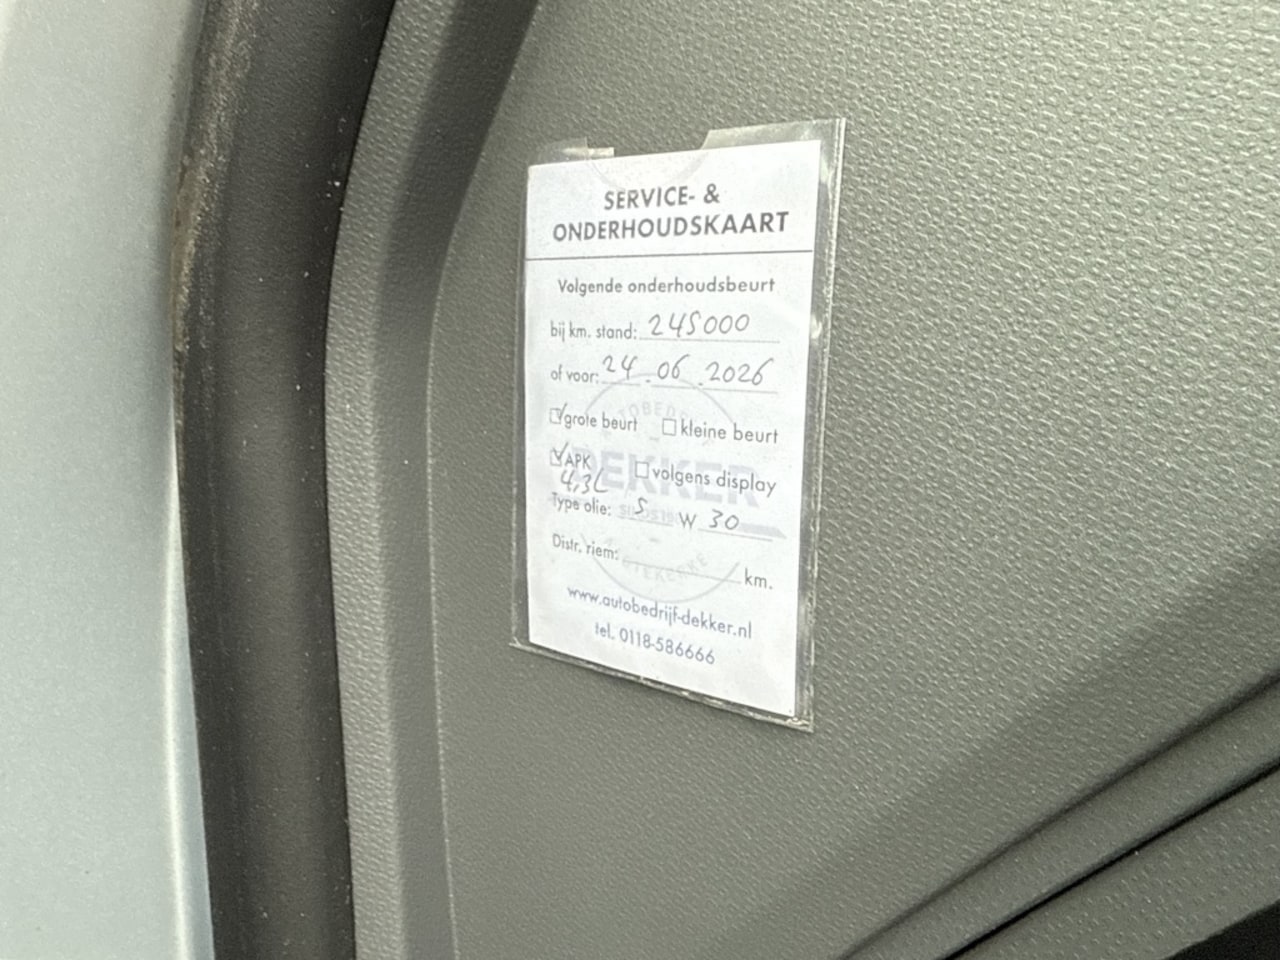 SERVICE- &
ONDERHOUDSKAART
Volgende onderhoudsbeurt
bij km. stand: 245000
of voor: 24.06.2026
grote beurt kleine beurt
APK volgens display
4,3L
Type olie: 5 W 30
Distr. riem: km.
www.autobedrijf-dekker.nl
tel. 0118-586666
DEKKER